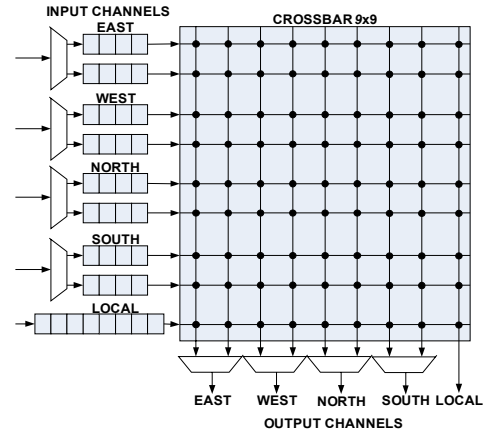 INPUT CHANNELS
CROSSBAR 9x9
EAST
WEST
NORTH
SOUTH
LOCAL
EAST WEST NORTH SOUTH LOCAL
OUTPUT CHANNELS